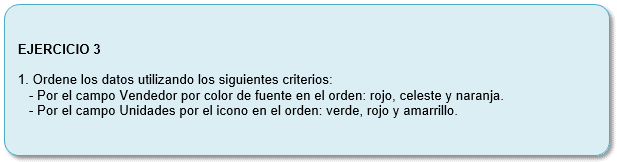 EJERCICIO 3
1. Ordene los datos utilizando los siguientes criterios:
- Por el campo Vendedor por color de fuente en el orden: rojo, celeste y naranja.
- Por el campo Unidades por el icono en el orden: verde, rojo y amarrillo.